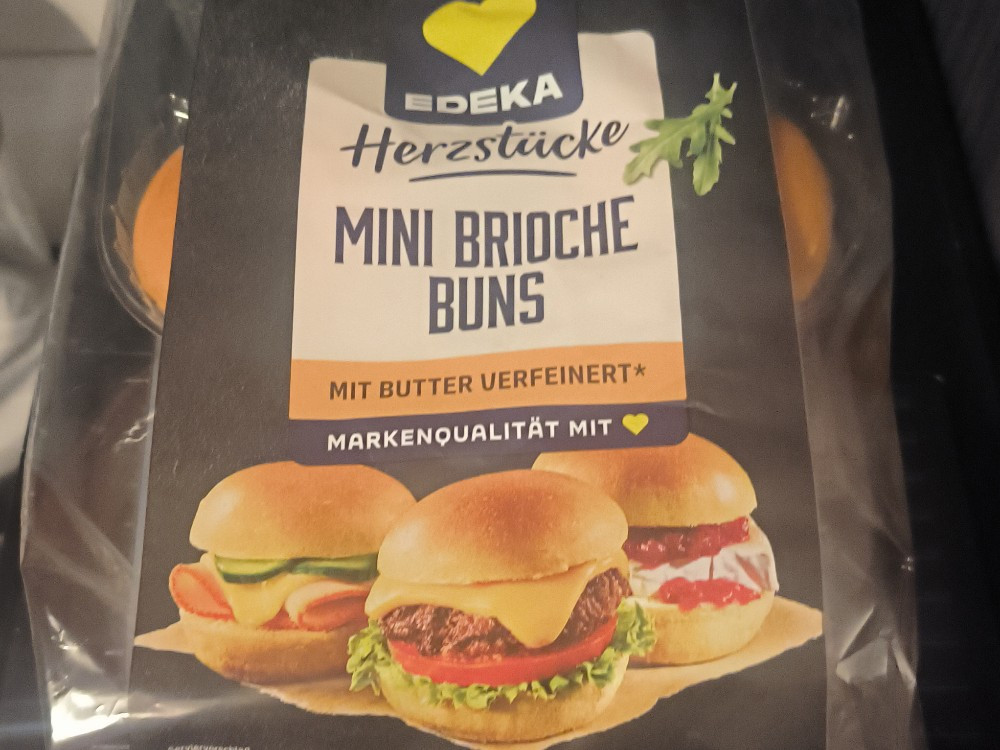 EDEKA
Herzstücke
MINI BRIOCHE
BUNS
MIT BUTTER VERFEINERT*
MARKENQUALITÄT MIT